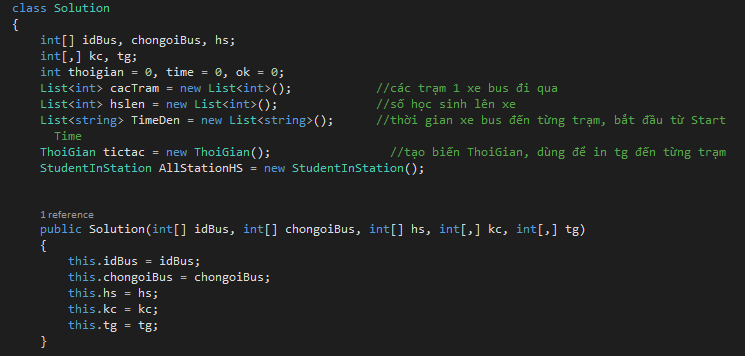 class Solution
{
int[] idBus, chongoiBus, hs;
int[,] kc, tg;
int thoigian = 0, time = 0, ok = 0;
List<int> cacTram = new List<int>(); //các trạm 1 xe bus đi qua
List<int> hslen = new List<int>(); //số học sinh lên xe
List<string> TimeDen = new List<string>(); //thời gian xe bus đến từng trạm, bắt đầu từ Start
Time
ThoiGian tictac = new ThoiGian(); //tạo biến ThoiGian, dùng để in tg đến từng trạm
StudentInStation AllStationHS = new StudentInStation();
1 reference
public Solution(int[] idBus, int[] chongoiBus, int[] hs, int[,] kc, int[,] tg)
{
this.idBus = idBus;
this.chongoiBus = chongoiBus;
this.hs = hs;
this.kc = kc;
this.tg = tg;
}